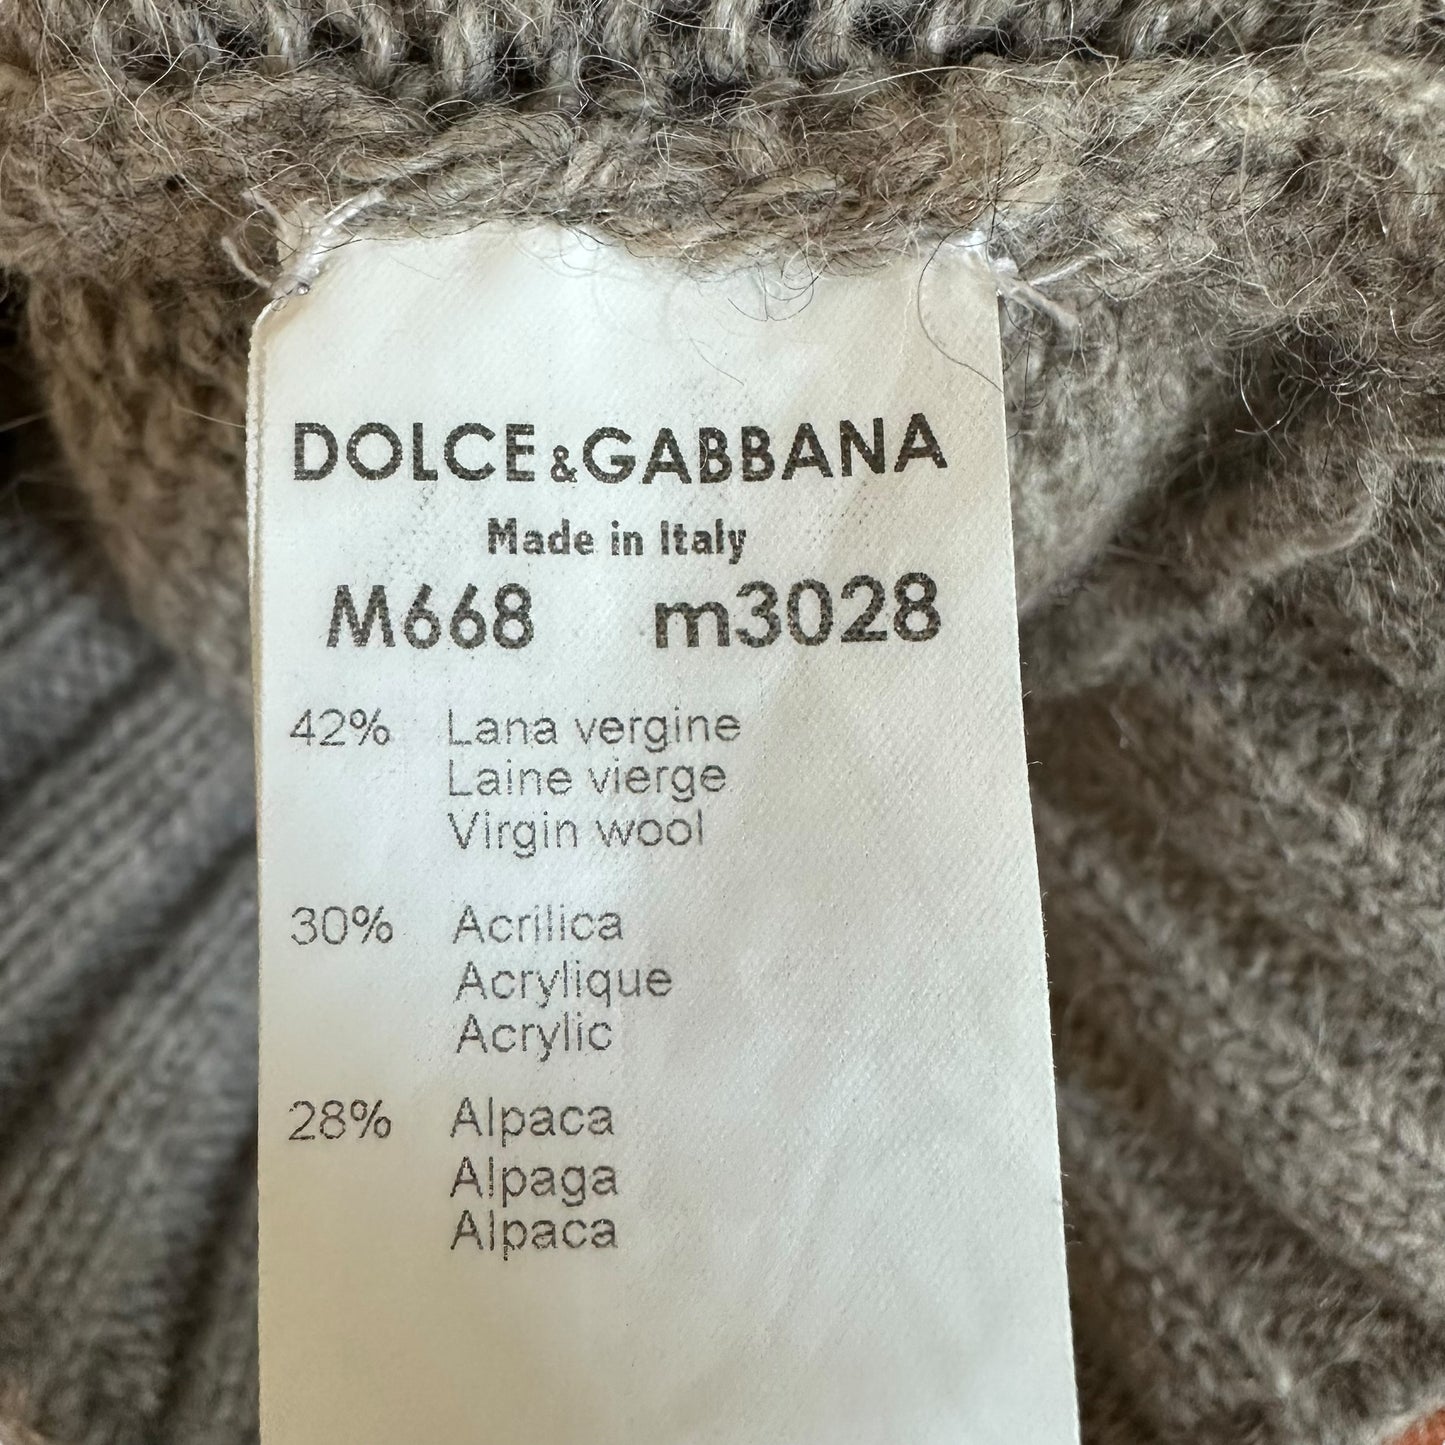 DOLCE&GABBANA
Made in Italy
M668 m3028
42% Lana vergine
Laine vierge
Virgin wool
30% Acrilica
Acrylique
Acrylic
28% Alpaca
Alpaga
Alpaca